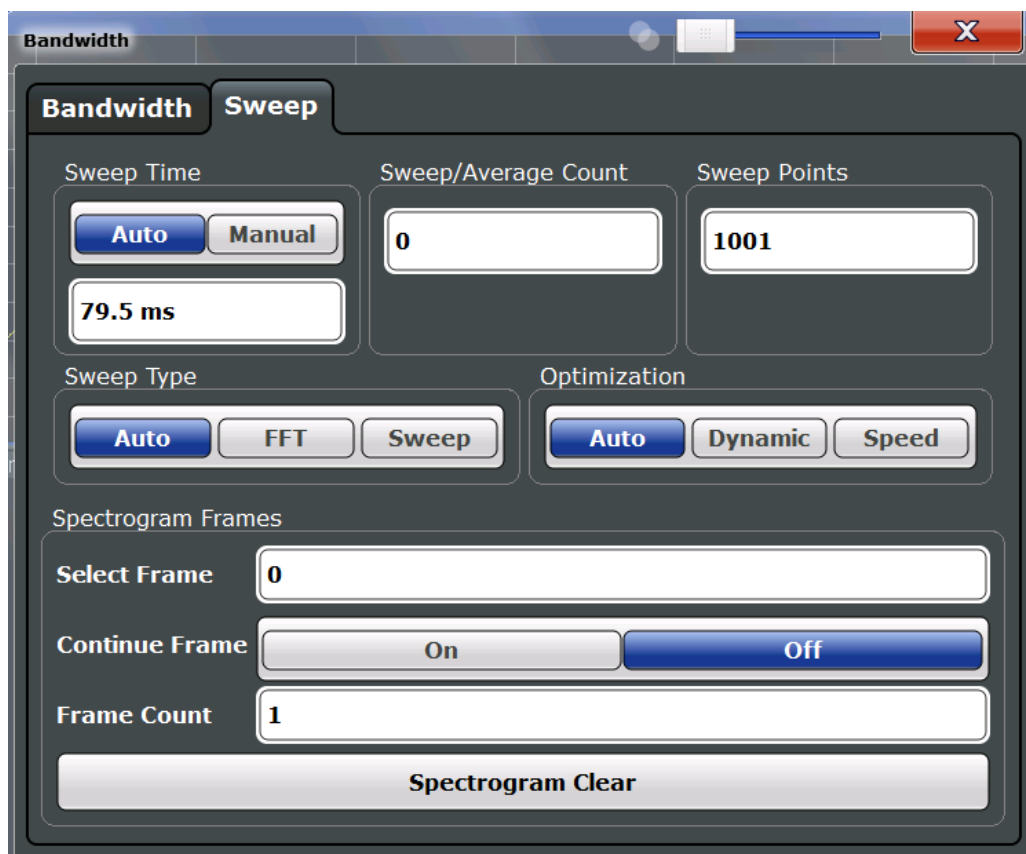 Bandwidth
Bandwidth Sweep
Sweep Time Sweep/Average Count Sweep Points
Auto Manual
0
1001
79.5 ms
Sweep Type Optimization
Auto FFT Sweep Auto Dynamic Speed
Spectrogram Frames
Select Frame 0
Continue Frame On Off
Frame Count 1
Spectrogram Clear